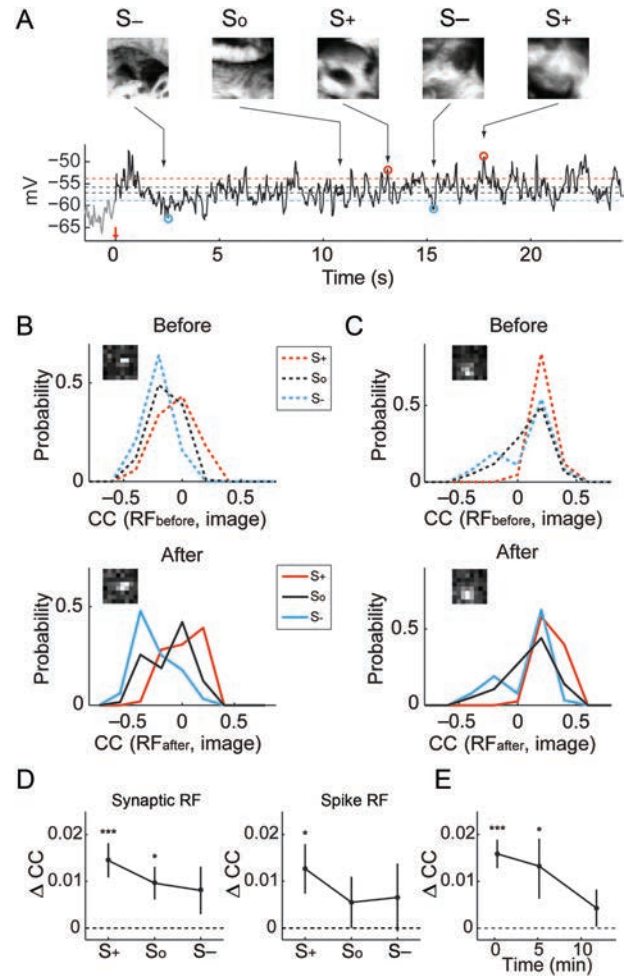 A
S– So S+ S– S+
−50
−55
−60
−65
mV
0 5 10 15 20
Time (s)
B
Before
Probability
0.5
0
−0.5 0 0.5
CC (RFbefore, image)
S+
So
S-
After
Probability
0.5
0
−0.5 0 0.5
CC (RFafter, image)
S+
So
S-
C
Before
Probability
0.5
0
−0.5 0 0.5
CC (RFbefore, image)
After
Probability
0.5
0
−0.5 0 0.5
CC (RFafter, image)
D
Synaptic RF
Δ CC
0.02
0.01
0
***
*
S+ So S–
Spike RF
Δ CC
0.02
0.01
0
*
S+ So S–
E
Δ CC
0.02
0.01
0
***
*
0 5 10
Time (min)